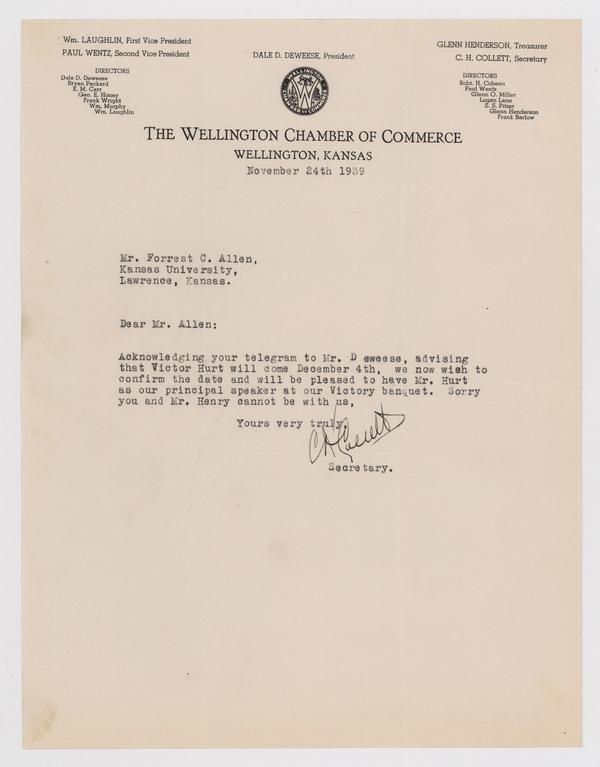 Wm. LAUGHLIN, First Vice President
PAUL WENTZ, Second Vice President
DIRECTORS
Dale D. Deweese
Bryan Packard
E. M. Carr
Geo. E. Honey
Frank Wright
Wm. Murphy
Wm. Laughlin
DALE D. DEWEESE, President
WELLINGTON
CHAMBER OF COMMERCE
GLENN HENDERSON, Treasurer
C. H. COLLETT, Secretary
DIRECTORS
Robt. H. Cobean
Paul Wentz
Glenn O. Miller
Logan Lane
S. S. Pitzer
Glenn Henderson
Frank Barlow
THE WELLINGTON CHAMBER OF COMMERCE
WELLINGTON, KANSAS
November 24th 1939
Mr. Forrest C. Allen,
Kansas University,
Lawrence, Kansas.
Dear Mr. Allen:
Acknowledging your telegram to Mr. D eweese, advising
that Victor Hurt will come December 4th, we now wish to
confirm the date and will be pleased to have Mr. Hurt
as our principal speaker at our Victory banquet. Sorry
you and Mr. Henry cannot be with us,
Yours very truly,
CH Collett
Secretary.